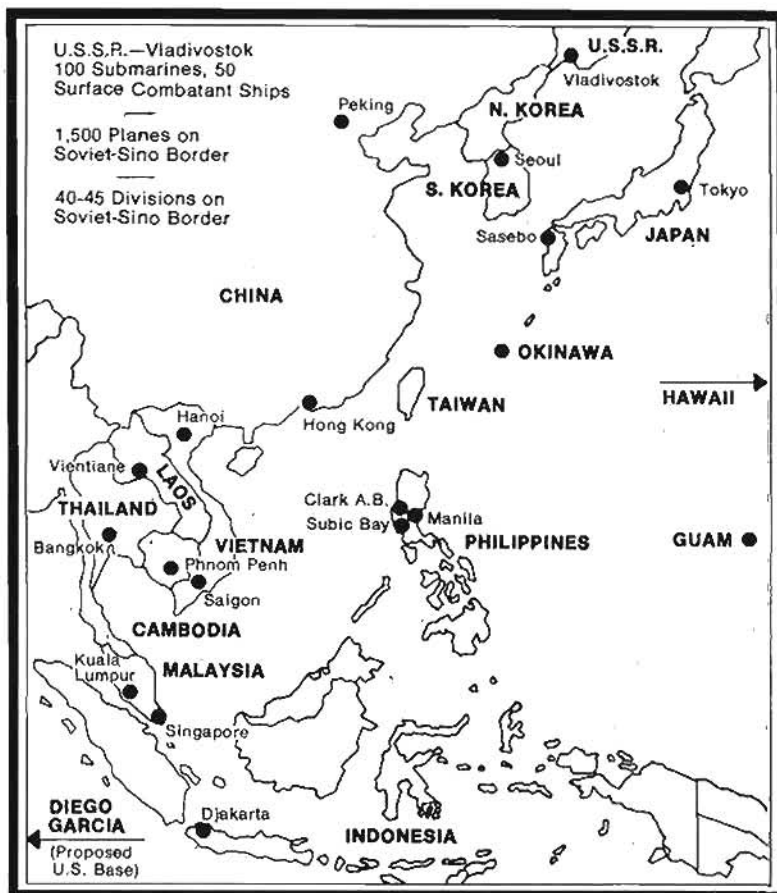 U.S.S.R.—Vladivostok
100 Submarines, 50
Surface Combatant Ships
1,500 Planes on
Soviet-Sino Border
40-45 Divisions on
Soviet-Sino Border
U.S.S.R.
Vladivostok
Peking
N. KOREA
Seoul
S. KOREA
Tokyo
Sasebo
JAPAN
CHINA
OKINAWA
HAWAII
TAIWAN
Hong Kong
Hanoi
Vientiane
LAOS
THAILAND
Clark A.B.
Subic Bay
Manila
Bangkok
VIETNAM
PHILIPPINES
GUAM
Phnom Penh
Saigon
CAMBODIA
MALAYSIA
Kuala
Lumpur
Singapore
DIEGO
GARCIA
(Proposed
U.S. Base)
Djakarta
INDONESIA